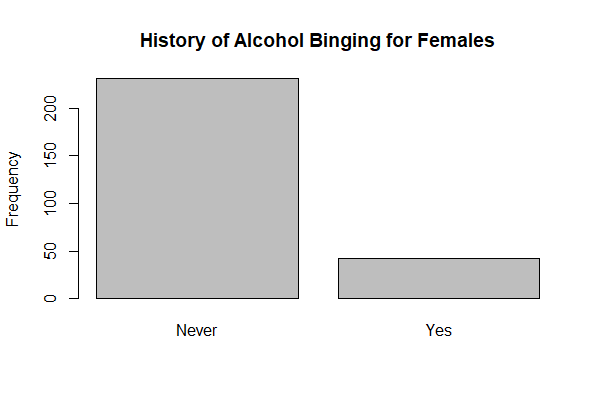 History of Alcohol Binging for Females
Frequency
200
150
100
50
0
Never Yes